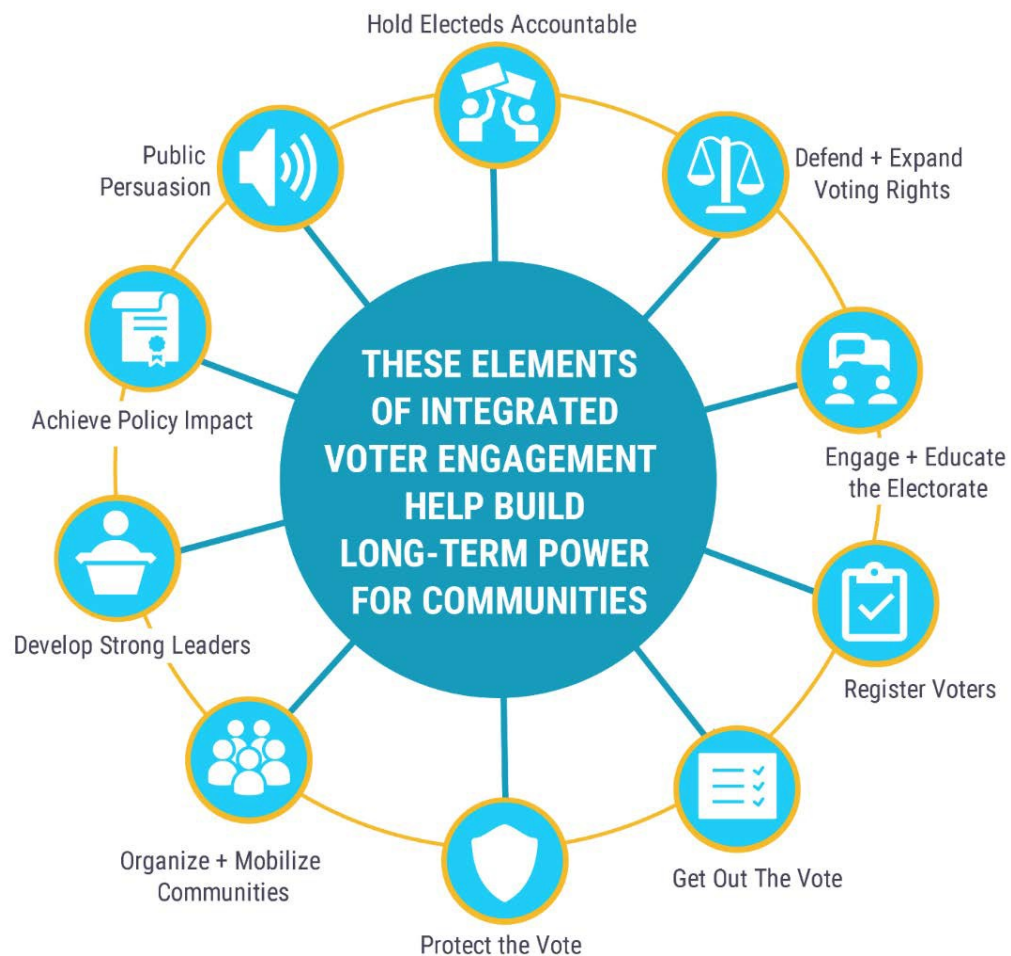 Hold Electeds Accountable
Defend + Expand
Voting Rights
Engage + Educate
the Electorate
Register Voters
Get Out The Vote
Protect the Vote
Organize + Mobilize
Communities
Develop Strong Leaders
Achieve Policy Impact
Public
Persuasion
THESE ELEMENTS
OF INTEGRATED
VOTER ENGAGEMENT
HELP BUILD
LONG-TERM POWER
FOR COMMUNITIES